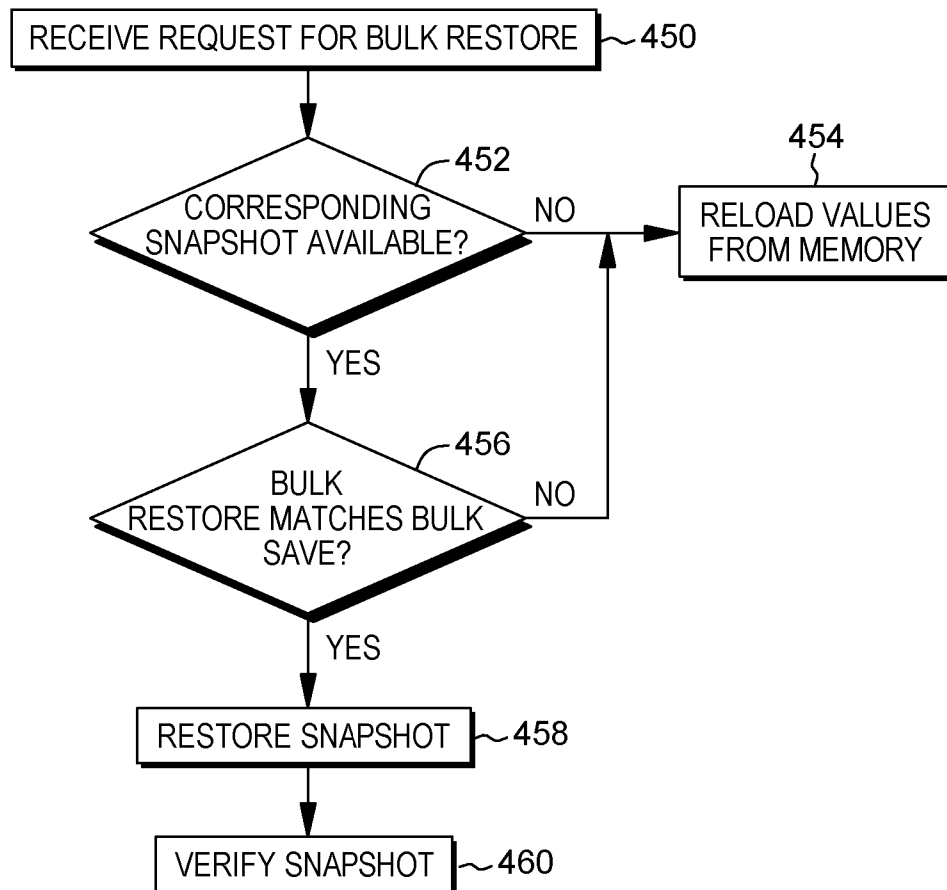 RECEIVE REQUEST FOR BULK RESTORE 450
452
CORRESPONDING
SNAPSHOT AVAILABLE?
NO
454
RELOAD VALUES
FROM MEMORY
YES
456
BULK
RESTORE MATCHES BULK
SAVE?
NO
YES
RESTORE SNAPSHOT 458
VERIFY SNAPSHOT 460